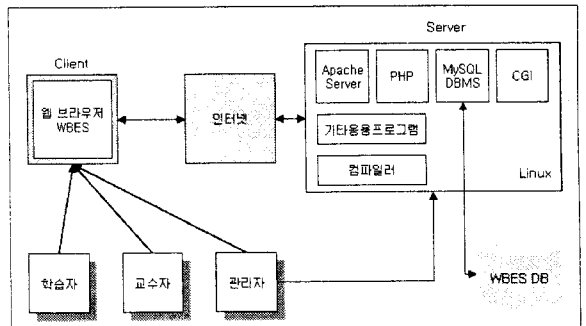 Server
Client
Apache
Server
PHP
MySQL
DBMS
CGI
웹 브라우저
WBES
인터넷
기타응용프로그램
컴파일러
Linux
학습자
교수자
관리자
WBES DB